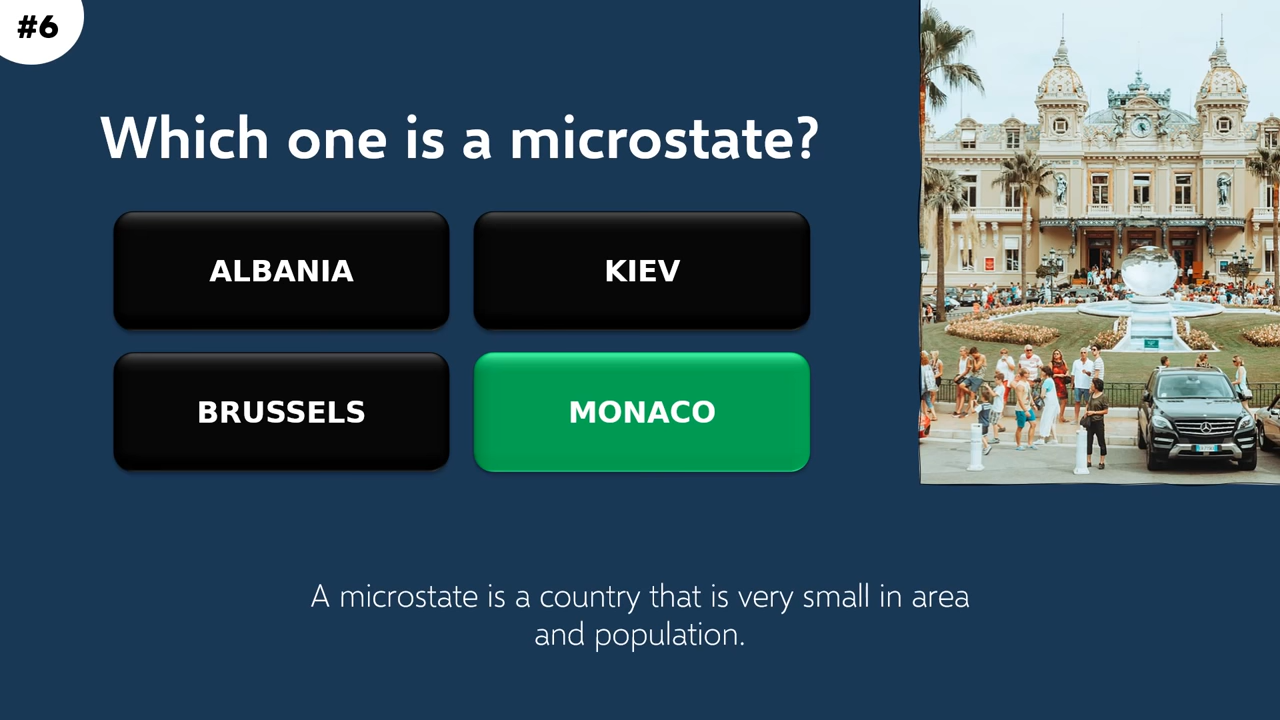 #6
Which one is a microstate?
ALBANIA
KIEV
BRUSSELS
MONACO
A microstate is a country that is very small in area
and population.